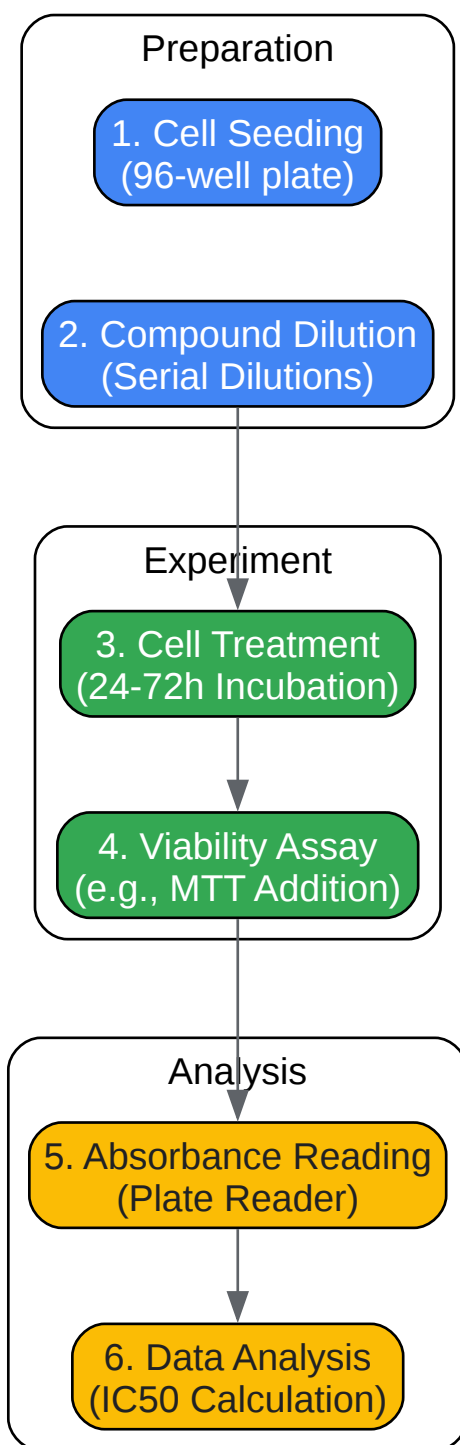 Preparation
1. Cell Seeding
(96-well plate)
2. Compound Dilution
(Serial Dilutions)
Experiment
3. Cell Treatment
(24-72h Incubation)
4. Viability Assay
(e.g., MTT Addition)
Analysis
5. Absorbance Reading
(Plate Reader)
6. Data Analysis
(IC50 Calculation)